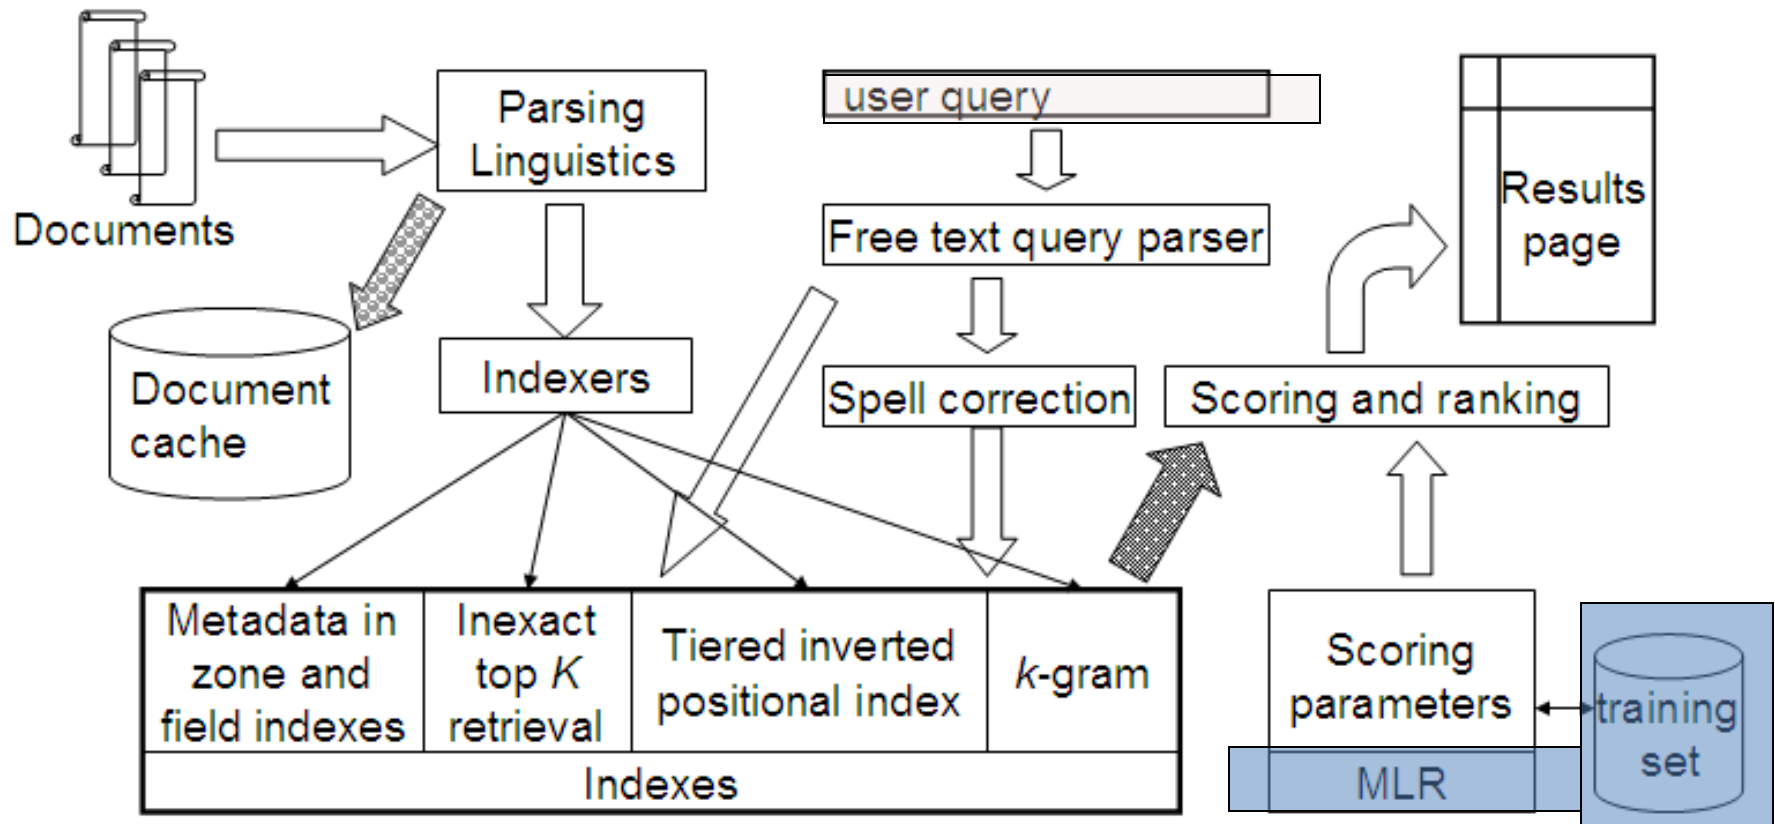 Documents
Parsing
Linguistics
Document
cache
Indexers
user query
Free text query parser
Spell correction
Scoring and ranking
Results
page
Metadata in
zone and
field indexes
Inexact
top K
retrieval
Tiered inverted
positional index
k-gram
Indexes
Scoring
parameters
MLR
training
set